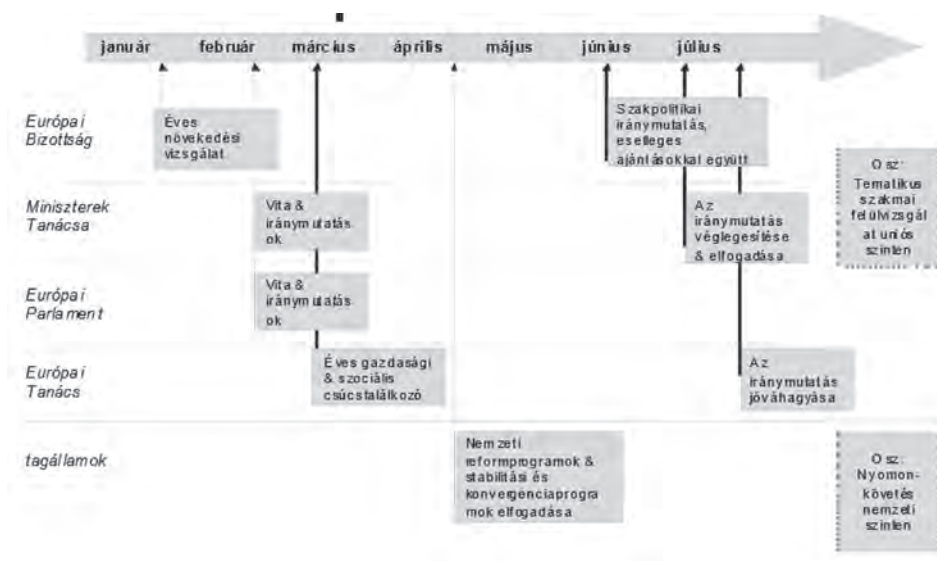 január február március április május június július
Európai
Bizottság
Éves
növekedési
vizsgálat
Szakpolitikai
iránymutatás,
esetleges
ajánlásokkal együtt
Ősz:
Tematikus
szakmai
felülvizsgál
at uniós
szinten
Miniszterek
Tanácsa
Vita &
iránymutatás
ok
Az
iránymutatás
véglegesítése
& elfogadása
Európai
Parlament
Vita &
iránymutatás
ok
Európai
Tanács
Éves gazdasági
& szociális
csúcstalálkozó
Az
iránymutatás
jóváhagyása
tagállamok
Nemzeti
reformprogramok &
stabilitási és
konvergenciaprogra
mok elfogadása
Ősz:
Nyomon-
követés
nemzeti
szinten